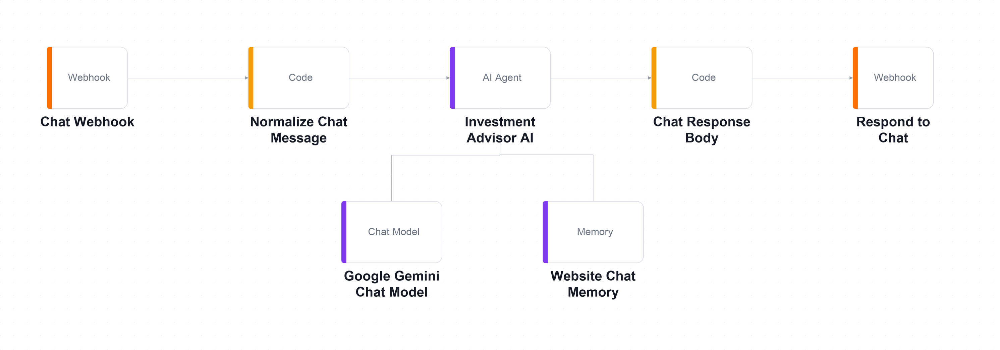 Webhook
Chat Webhook
Code
Normalize Chat
Message
AI Agent
Investment
Advisor AI
Code
Chat Response
Body
Webhook
Respond to
Chat
Chat Model
Google Gemini
Chat Model
Memory
Website Chat
Memory